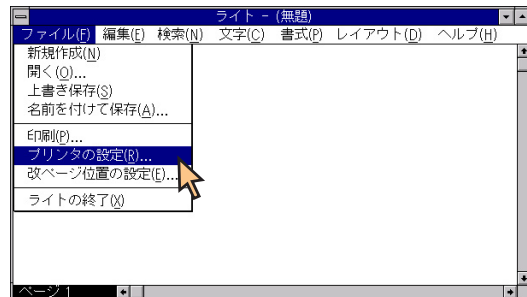 ライト － (無題)
ファイル(F) 編集(E) 検索(N) 文字(C) 書式(P) レイアウト(D) ヘルプ(H)
新規作成(N)
開く(O)...
上書き保存(S)
名前を付けて保存(A)...
印刷(P)...
プリンタの設定(R)...
改ページ位置の設定(E)...
ライトの終了(X)
ページ 1